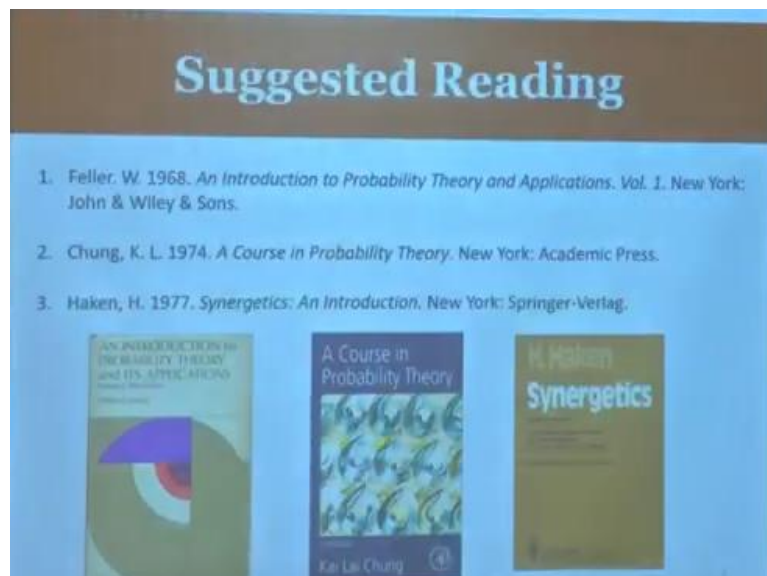 Suggested Reading
1. Feller. W. 1968. An Introduction to Probability Theory and Applications. Vol. 1. New York:
John & Wiley & Sons.
2. Chung, K. L. 1974. A Course in Probability Theory. New York: Academic Press.
3. Haken, H. 1977. Synergetics: An Introduction. New York: Springer-Verlag.
AN INTRODUCTION to
PROBABILITY THEORY
and ITS APPLICATIONS
A Course in
Probability Theory
Kai Lai Chung
H. Haken
Synergetics